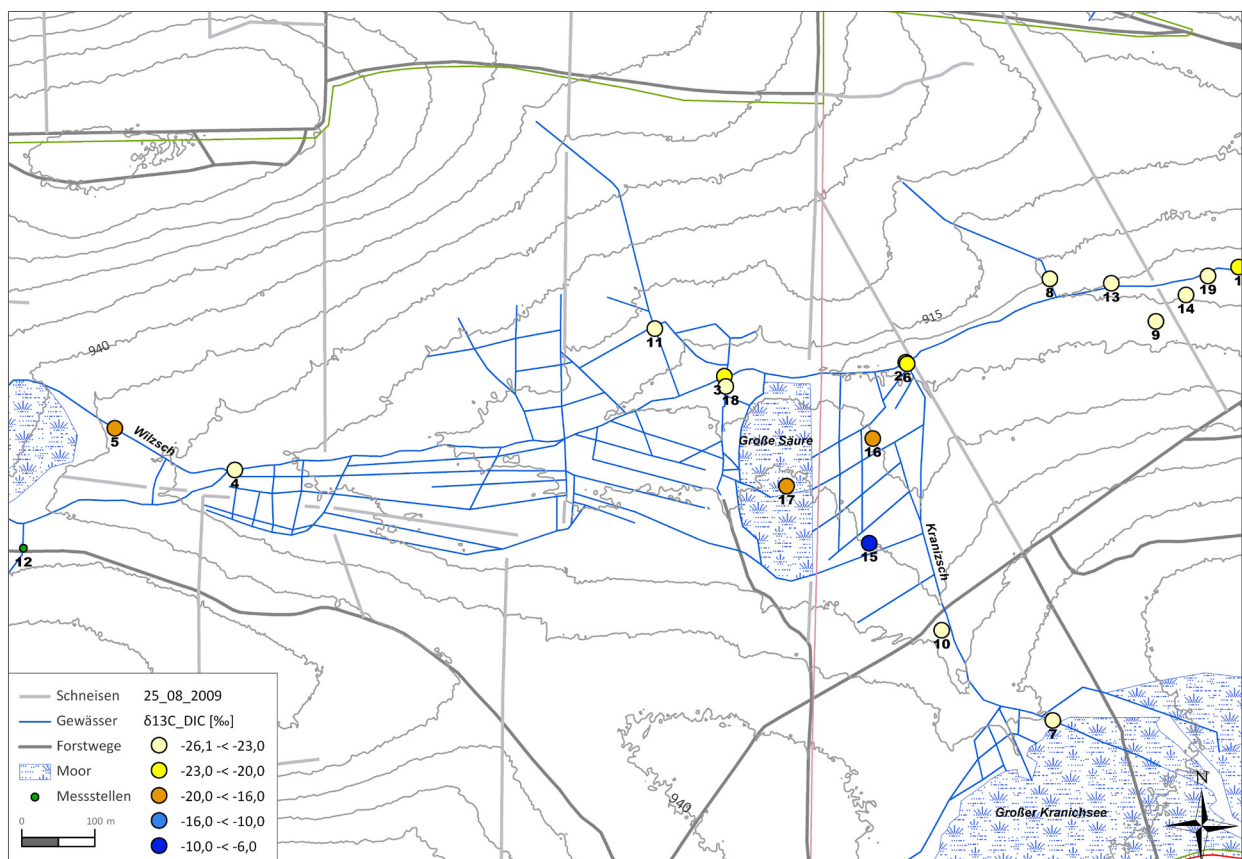 915
940
8
13
19
1
14
9
11
26
3
18
Wilzsch
5
Große Säure
16
4
17
Kranizsch
15
12
10
7
940
Großer Kranichsee
N
Schneisen 25_08_2009
Gewässer δ13C_DIC [‰]
Forstwege -26,1 -< -23,0
Moor -23,0 -< -20,0
Messstellen -20,0 -< -16,0
-16,0 -< -10,0
0 100 m
-10,0 -< -6,0